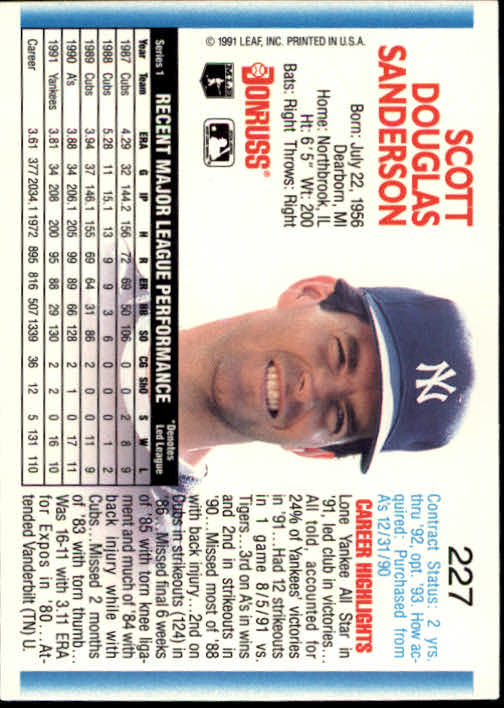 227
SCOTT
DOUGLAS
SANDERSON
Born: July 22, 1956
Dearborn, MI
Home: Northbrook, IL
Ht: 6' 5" Wt: 200
Bats: Right Throws: Right
DONRUSS
MLB
© 1991 LEAF, INC. PRINTED IN U.S.A.
NY
Contract Status: 2 yrs.
thru '92, opt. '93. How ac-
quired: Purchased from
A's 12/31/90
CAREER HIGHLIGHTS
Lone Yankee All Star in
'91, led club in victories...
All told, accounted for
24% of Yankees' victories
in '91...Had 12 strikeouts
in 1 game 8/5/91 vs.
Tigers...3rd on A's in wins
and 2nd in strikeouts in
'90...Missed most of '88
with back injury...2nd on
Cubs in strikeouts (124) in
'86...Missed final 6 weeks
of '85 with torn knee liga-
ment and much of '84 with
back injury while with
Cubs...Missed 2 months
of '83 with torn thumb...
Was 16-11 with 3.11 ERA
for Expos in '80...At-
tended Vanderbilt (TN) U.
Series 1 RECENT MAJOR LEAGUE PERFORMANCE *Denotes Led League
Year Team ERA G IP H R ER BB SO CG ShO S W L
1987 Cubs 4.29 32 144.2 156 72 69 50 106 0 0 2 8 9
1988 Cubs 5.28 11 15.1 13 9 9 3 6 0 0 0 1 2
1989 Cubs 3.94 37 146.1 155 69 64 31 86 2 0 0 11 9
1990 A's 3.88 34 206.1 205 99 89 66 128 2 1 0 17 11
1991 Yankees 3.81 34 208 200 95 88 29 130 2 2 0 16 10
Career 3.61 377 2034.1 1972 895 816 507 1339 36 12 5 131 110